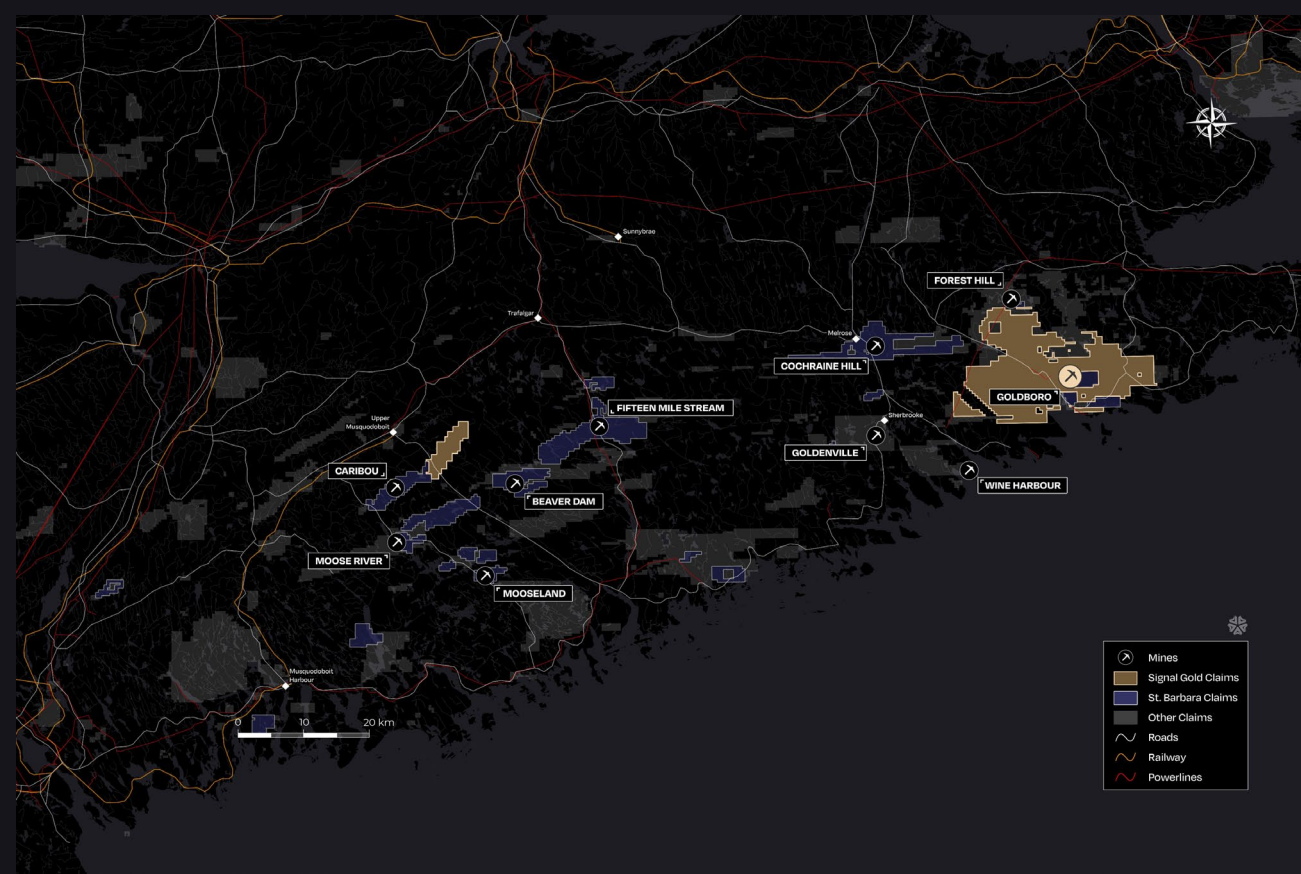 Sunnybrae
FOREST HILL
Trafalgar
Melrose
COCHRAINE HILL
GOLDBORO
FIFTEEN MILE STREAM
Upper
Musquodoboit
Sherbrooke
GOLDENVILLE
CARIBOU
WINE HARBOUR
BEAVER DAM
MOOSE RIVER
MOOSELAND
Musquodoboit
Harbour
0 10 20 km
Mines
Signal Gold Claims
St. Barbara Claims
Other Claims
Roads
Railway
Powerlines